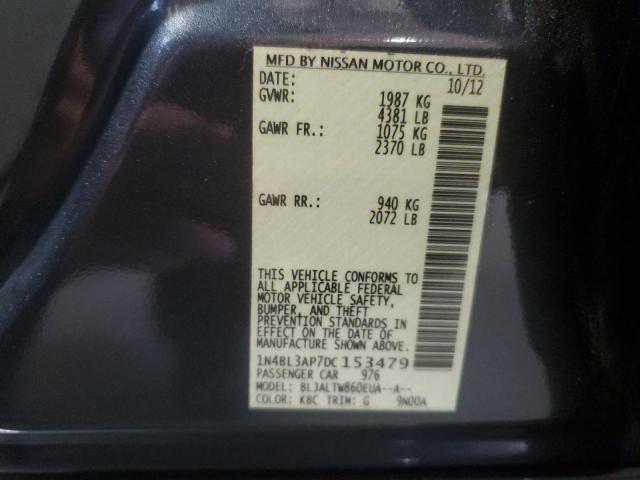 MFD BY NISSAN MOTOR CO., LTD.
DATE: 10/12
GVWR: 1987 KG
4381 LB
GAWR FR.: 1075 KG
2370 LB
GAWR RR.: 940 KG
2072 LB
THIS VEHICLE CONFORMS TO
ALL APPLICABLE FEDERAL
MOTOR VEHICLE SAFETY,
BUMPER, AND THEFT
PREVENTION STANDARDS IN
EFFECT ON THE DATE OF
MANUFACTURE SHOWN ABOVE.
1N4BL3AP7DC153479
PASSENGER CAR 976
MODEL: BLJALTW860EUA--A--
COLOR: KBC TRIM: G 9N00A